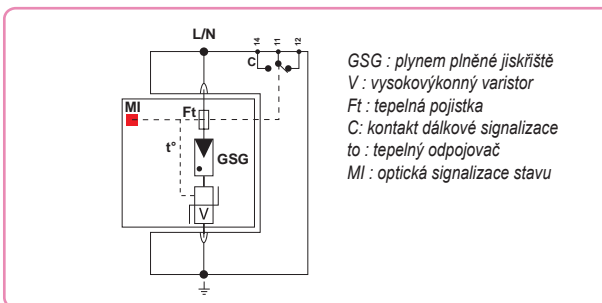 L/N
14 11 12
C
MI
Ft
t°
GSG
V
GSG : plynem plněné jiskřiště
V : vysokovýkonný varistor
Ft : tepelná pojistka
C: kontakt dálkové signalizace
to : tepelný odpojovač
MI : optická signalizace stavu